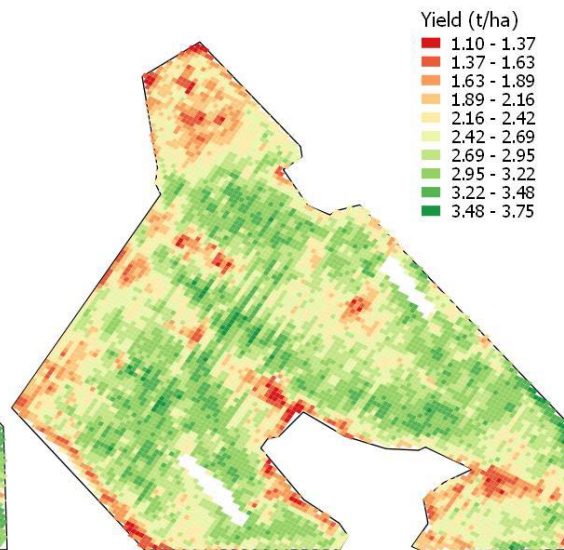 Yield (t/ha)
1.10 - 1.37
1.37 - 1.63
1.63 - 1.89
1.89 - 2.16
2.16 - 2.42
2.42 - 2.69
2.69 - 2.95
2.95 - 3.22
3.22 - 3.48
3.48 - 3.75